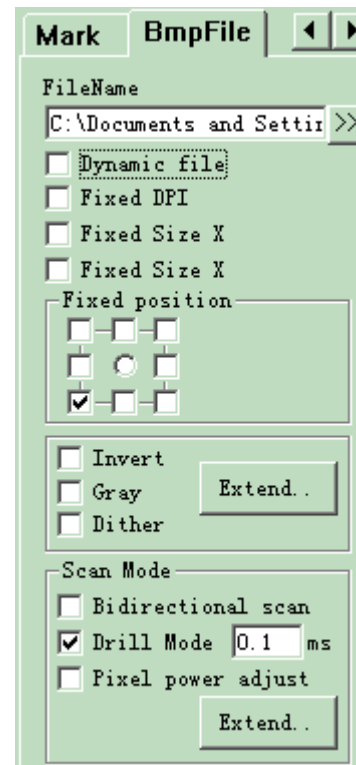 Mark BmpFile
FileName
C:\Documents and Settir >>
Dynamic file
Fixed DPI
Fixed Size X
Fixed Size X
Fixed position
Invert
Gray Extend..
Dither
Scan Mode
Bidirectional scan
Drill Mode 0.1 ms
Pixel power adjust
Extend..